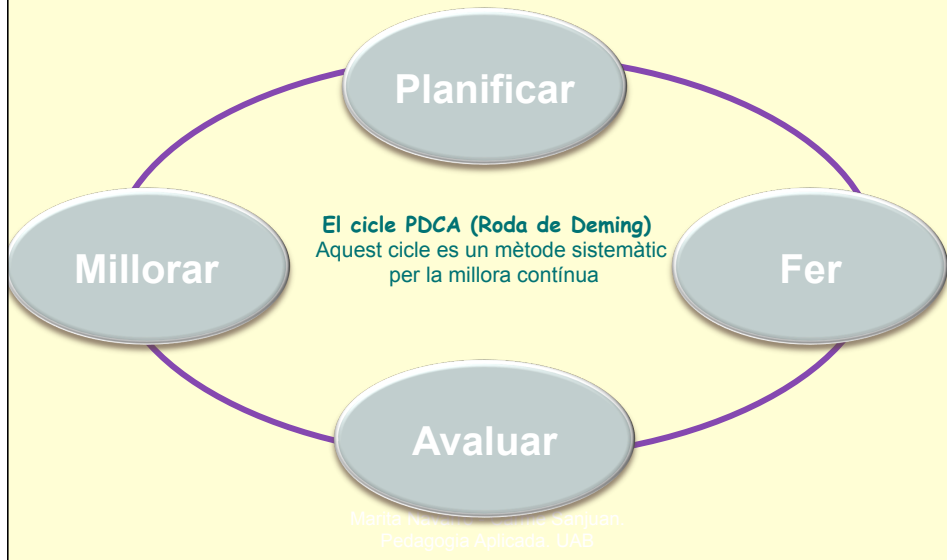 Planificar
El cicle PDCA (Roda de Deming)
Aquest cicle es un mètode sistemàtic
per la millora contínua
Millorar
Fer
Avaluar
Pedagogia Aplicada. UAB